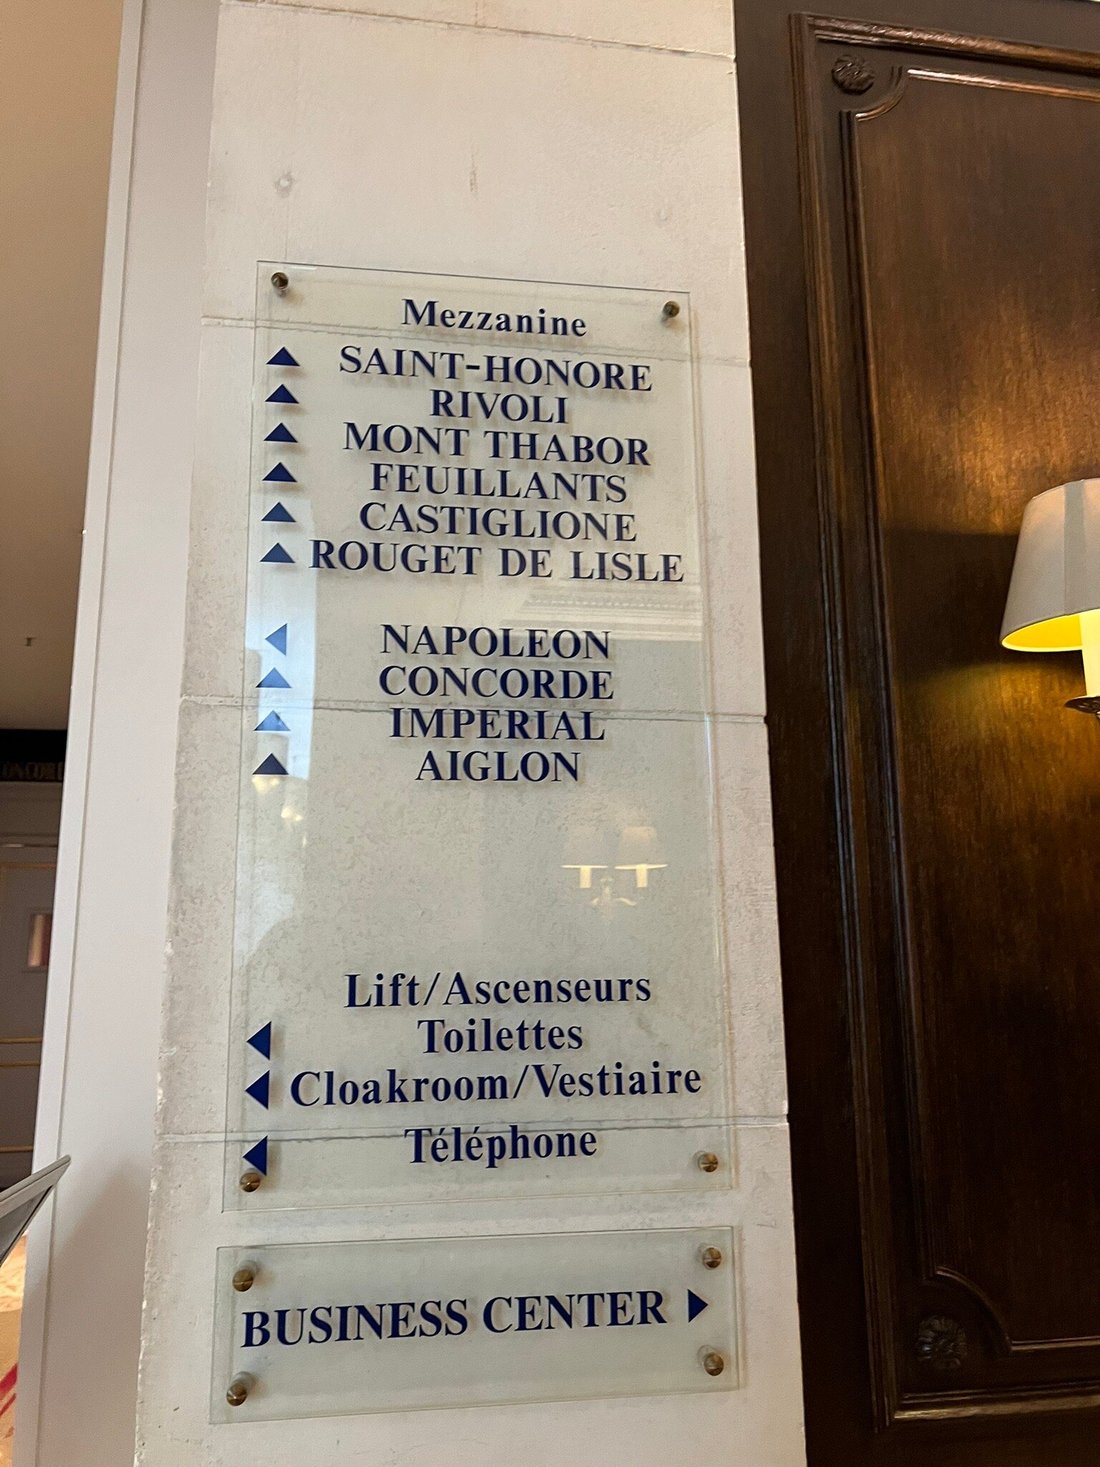 Mezzanine
SAINT-HONORE
RIVOLI
MONT THABOR
FEUILLANTS
CASTIGLIONE
ROUGET DE LISLE
NAPOLEON
CONCORDE
IMPERIAL
AIGLON
Lift/Ascenseurs
Toilettes
Cloakroom/Vestiaire
Téléphone
BUSINESS CENTER